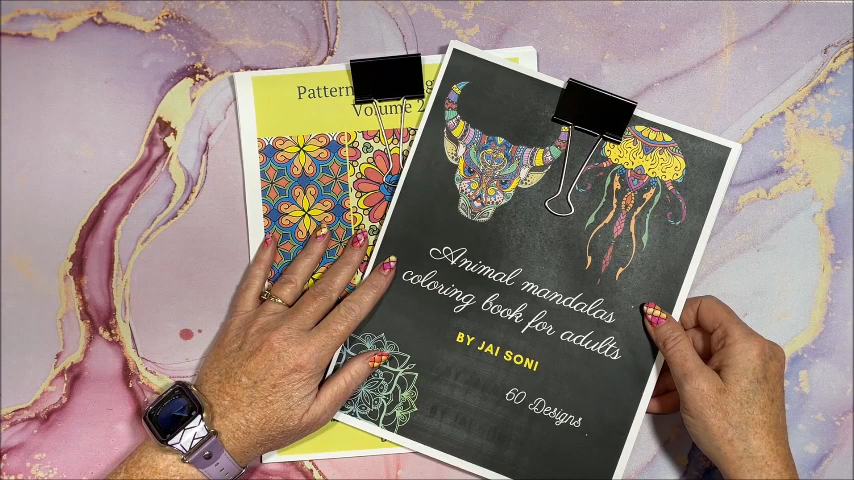 Pattern
Volume 2
Animal mandalas
coloring book for adults
BY JAI SONI
60 Designs